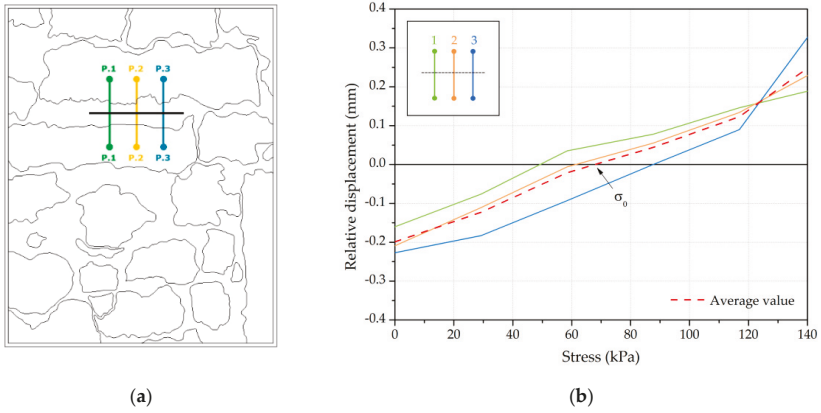 P.1 P.2 P.3
P.1 P.2 P.3
(a)
Relative displacement (mm)
0.4
0.3
0.2
0.1
0.0
-0.1
-0.2
-0.3
-0.4
1 2 3
σ₀
Average value
0 20 40 60 80 100 120 140
Stress (kPa)
(b)